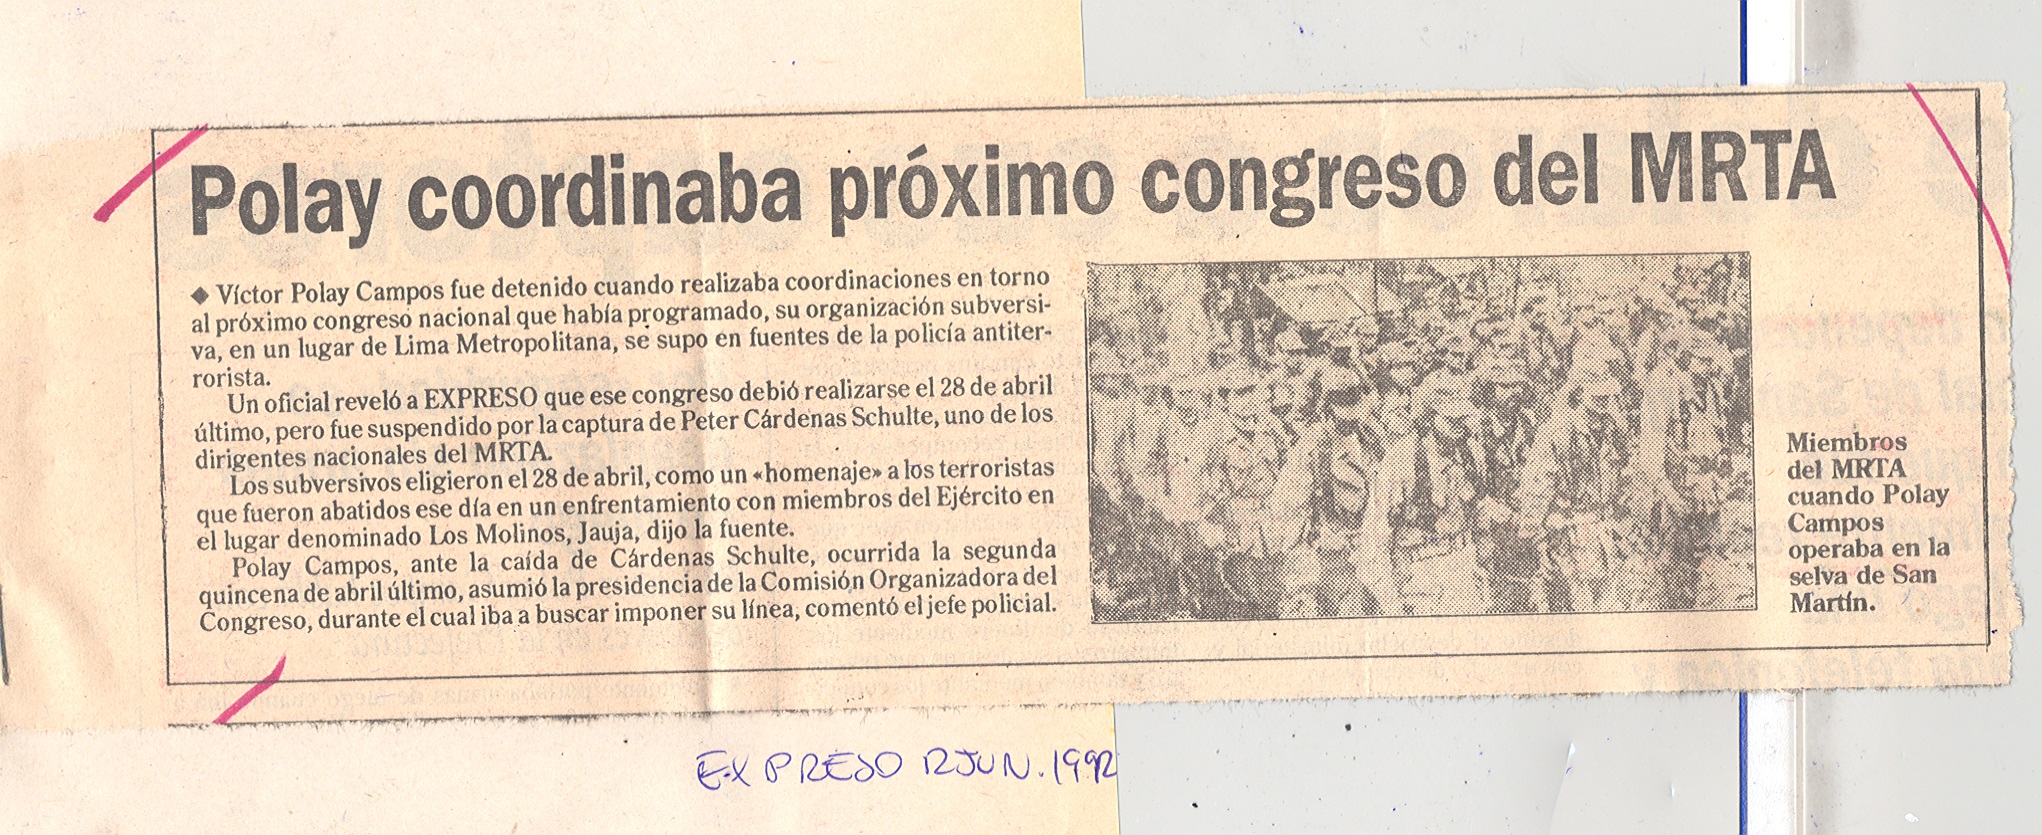 Polay coordinaba próximo congreso del MRTA
◆ Víctor Polay Campos fue detenido cuando realizaba coordinaciones en torno
al próximo congreso nacional que había programado, su organización subversi-
va, en un lugar de Lima Metropolitana, se supo en fuentes de la policía antiter-
rorista.
Un oficial reveló a EXPRESO que ese congreso debió realizarse el 28 de abril
último, pero fue suspendido por la captura de Peter Cárdenas Schulte, uno de los
dirigentes nacionales del MRTA.
Los subversivos eligieron el 28 de abril, como un «homenaje» a los terroristas
que fueron abatidos ese día en un enfrentamiento con miembros del Ejército en
el lugar denominado Los Molinos, Jauja, dijo la fuente.
Polay Campos, ante la caída de Cárdenas Schulte, ocurrida la segunda
quincena de abril último, asumió la presidencia de la Comisión Organizadora del
Congreso, durante el cual iba a buscar imponer su línea, comentó el jefe policial.
Miembros
del MRTA
cuando Polay
Campos
operaba en la
selva de San
Martín.
EXPRESO 12 JUN. 1992